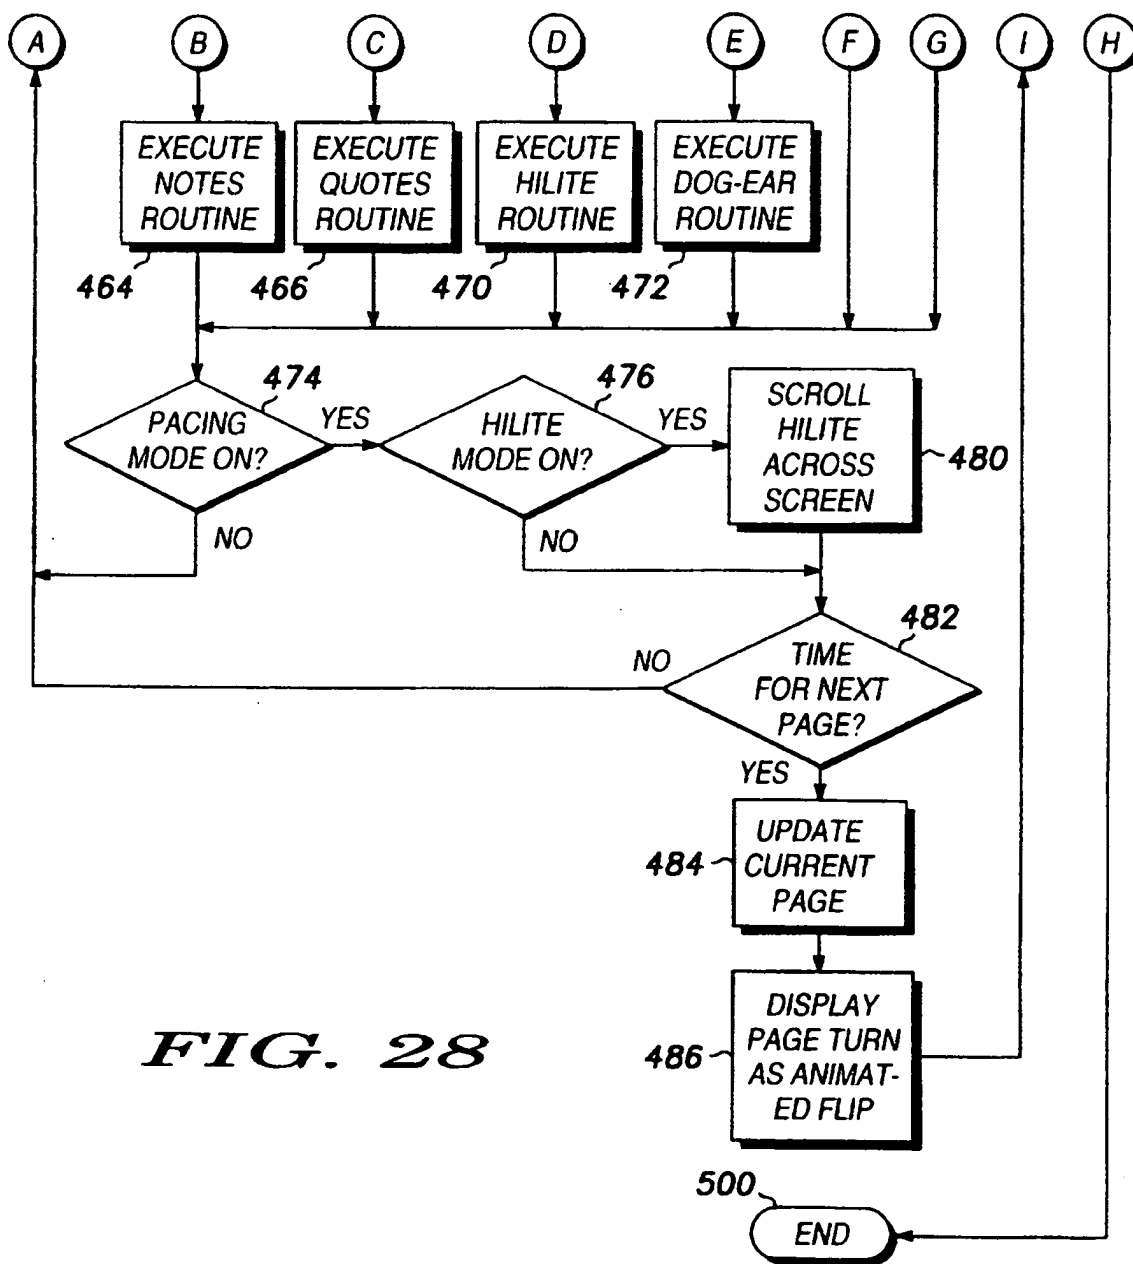 A B C D E F G I H
EXECUTE
NOTES
ROUTINE
EXECUTE
QUOTES
ROUTINE
EXECUTE
HILITE
ROUTINE
EXECUTE
DOG-EAR
ROUTINE
464
466
470
472
474
PACING
MODE ON?
YES
NO
476
HILITE
MODE ON?
YES
NO
SCROLL
HILITE
ACROSS
SCREEN
480
482
TIME
FOR NEXT
PAGE?
NO
YES
484
UPDATE
CURRENT
PAGE
486
DISPLAY
PAGE TURN
AS ANIMAT-
ED FLIP
FIG. 28
500
END